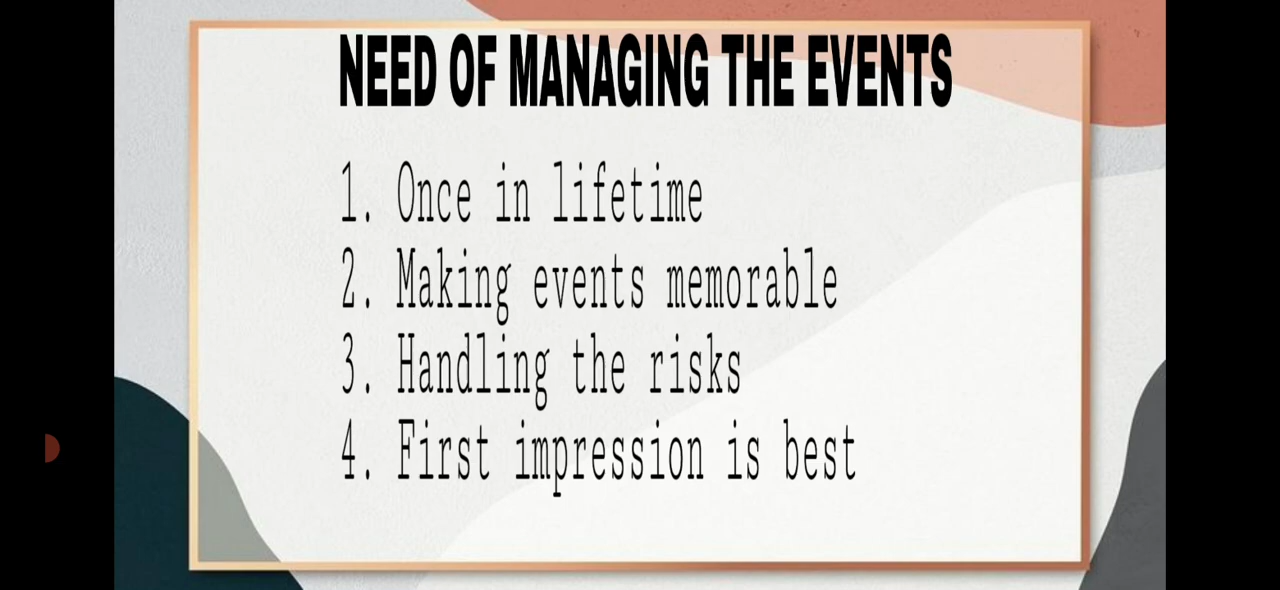 NEED OF MANAGING THE EVENTS
1. Once in lifetime
2. Making events memorable
3. Handling the risks
4. First impression is best